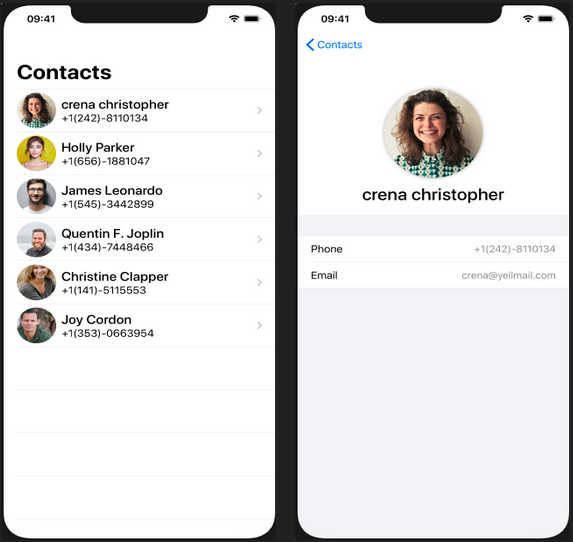 09:41
Contacts
crena christopher
+1(242)-8110134
Holly Parker
+1(656)-1881047
James Leonardo
+1(545)-3442899
Quentin F. Joplin
+1(434)-7448466
Christine Clapper
+1(141)-5115553
Joy Cordon
+1(353)-0663954
09:41
Contacts
crena christopher
Phone +1(242)-8110134
Email crena@yeilmail.com